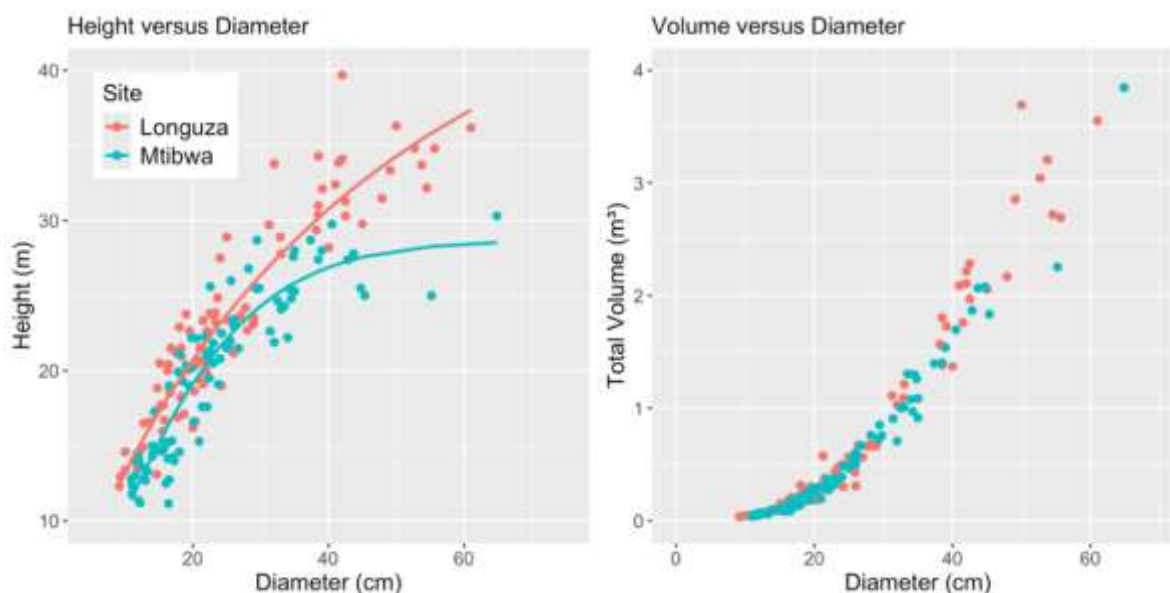 Height versus Diameter
40
30
20
10
Height (m)
Site
Longuza
Mtibwa
20
40
60
Diameter (cm)
Volume versus Diameter
4
3
2
1
0
Total Volume (m³)
0
20
40
60
Diameter (cm)